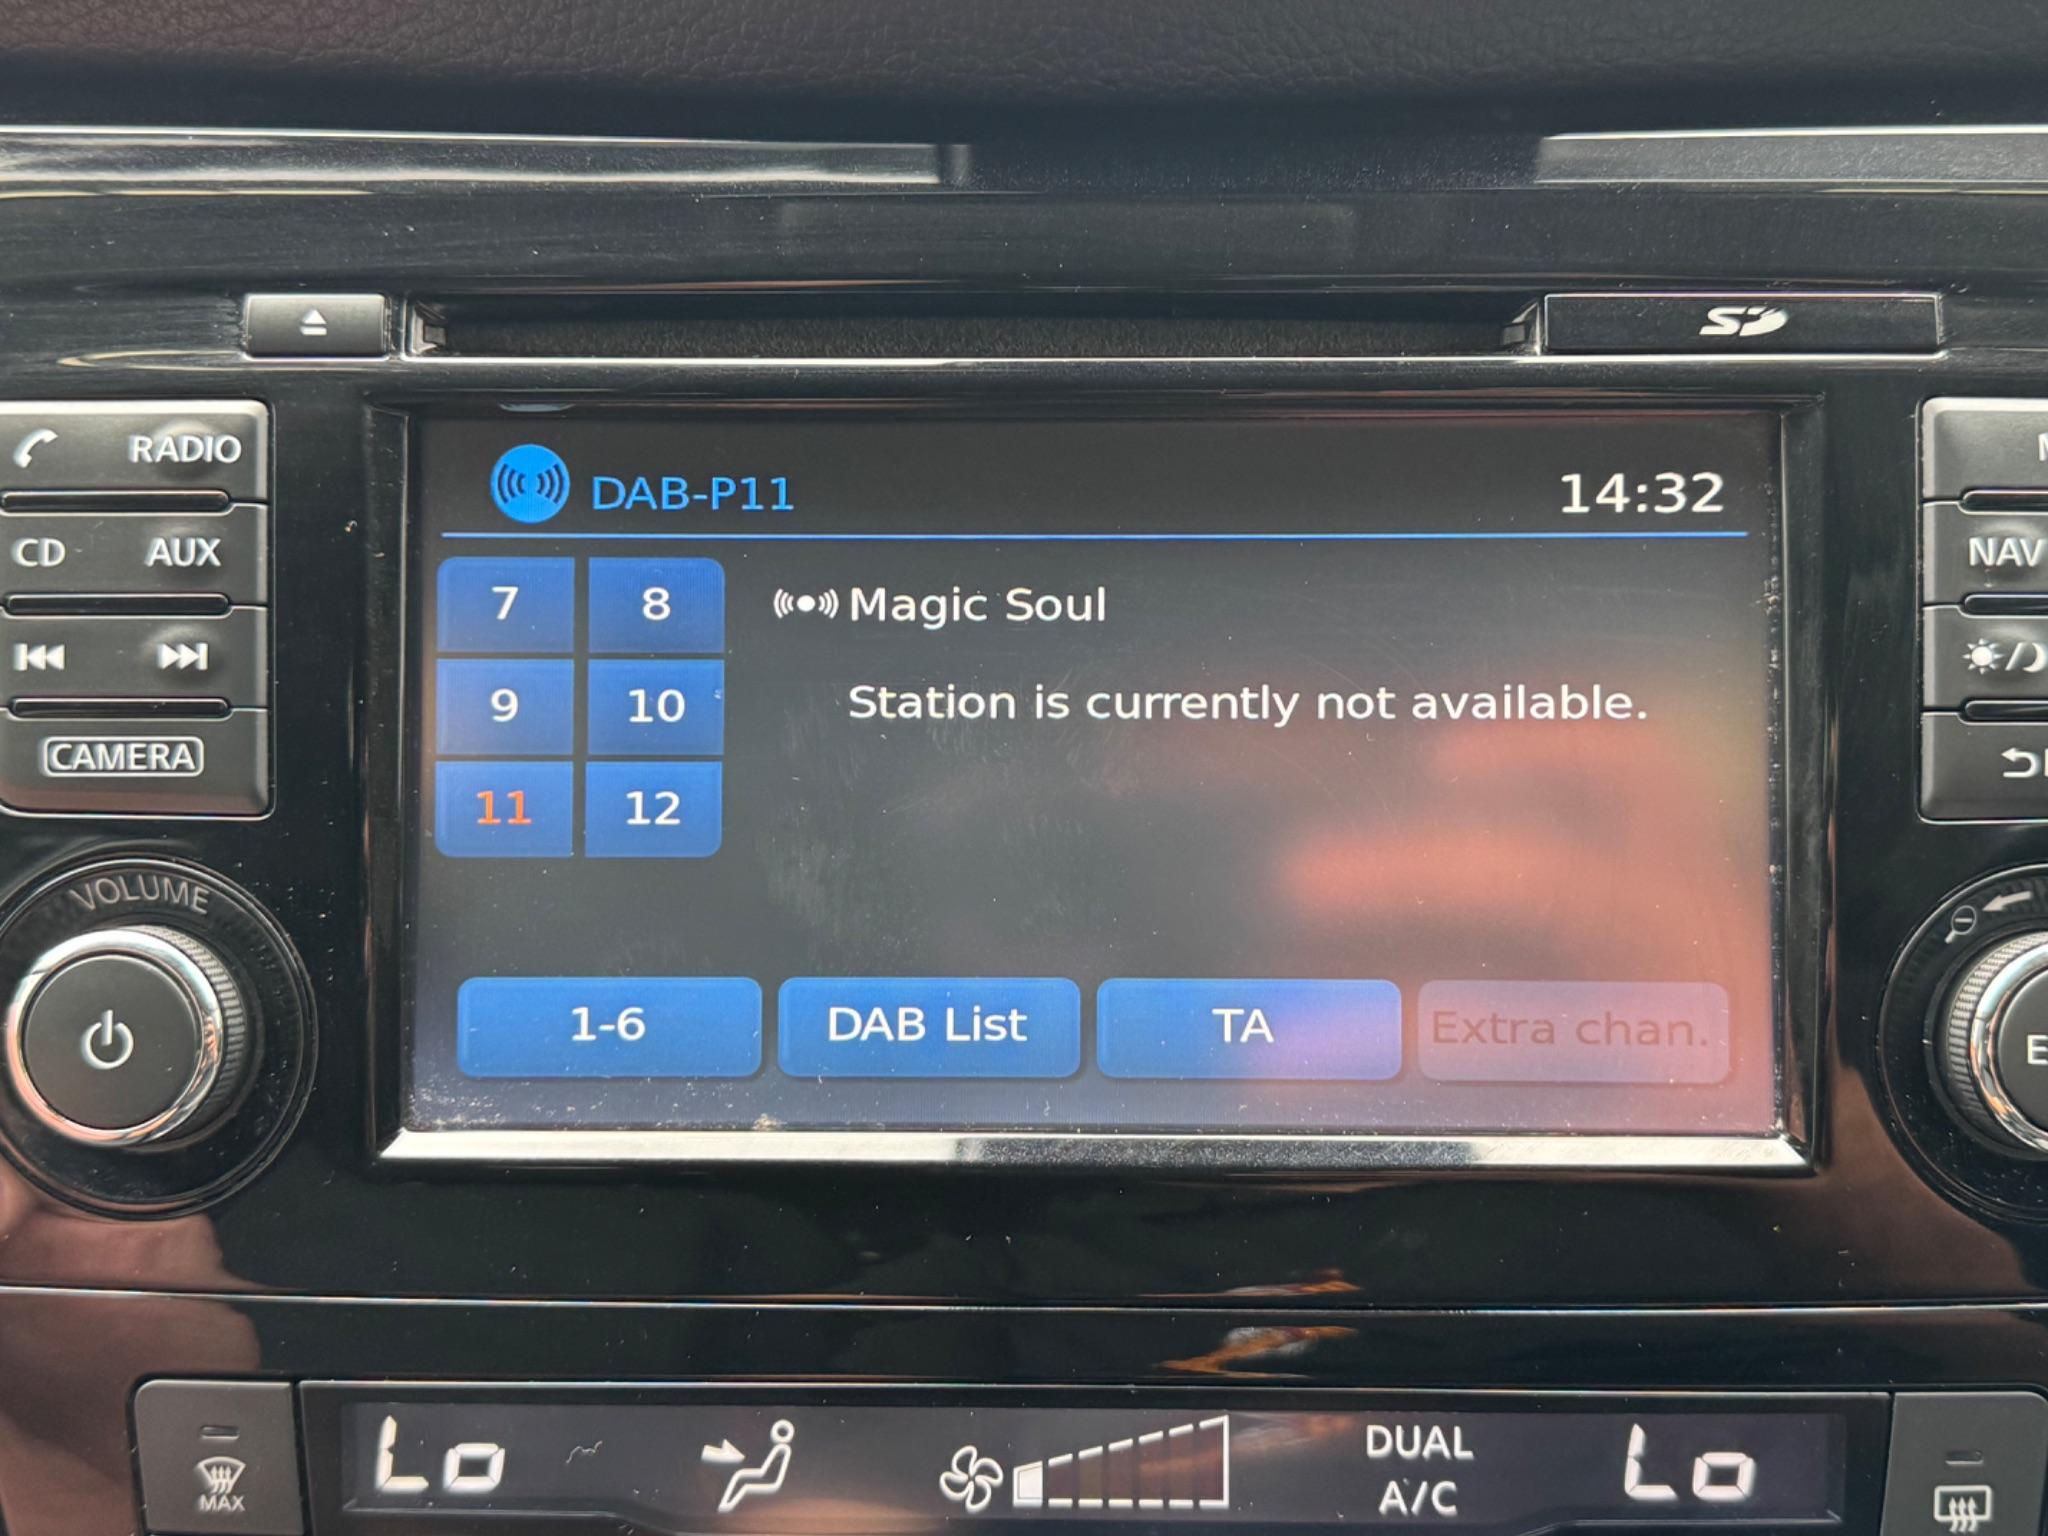 SD
RADIO
CD AUX
CAMERA
VOLUME
DAB-P11 14:32
7 8
9 10
11 12
Magic Soul
Station is currently not available.
1-6 DAB List TA Extra chan.
NAV
MAX
Lo
DUAL
A/C
Lo